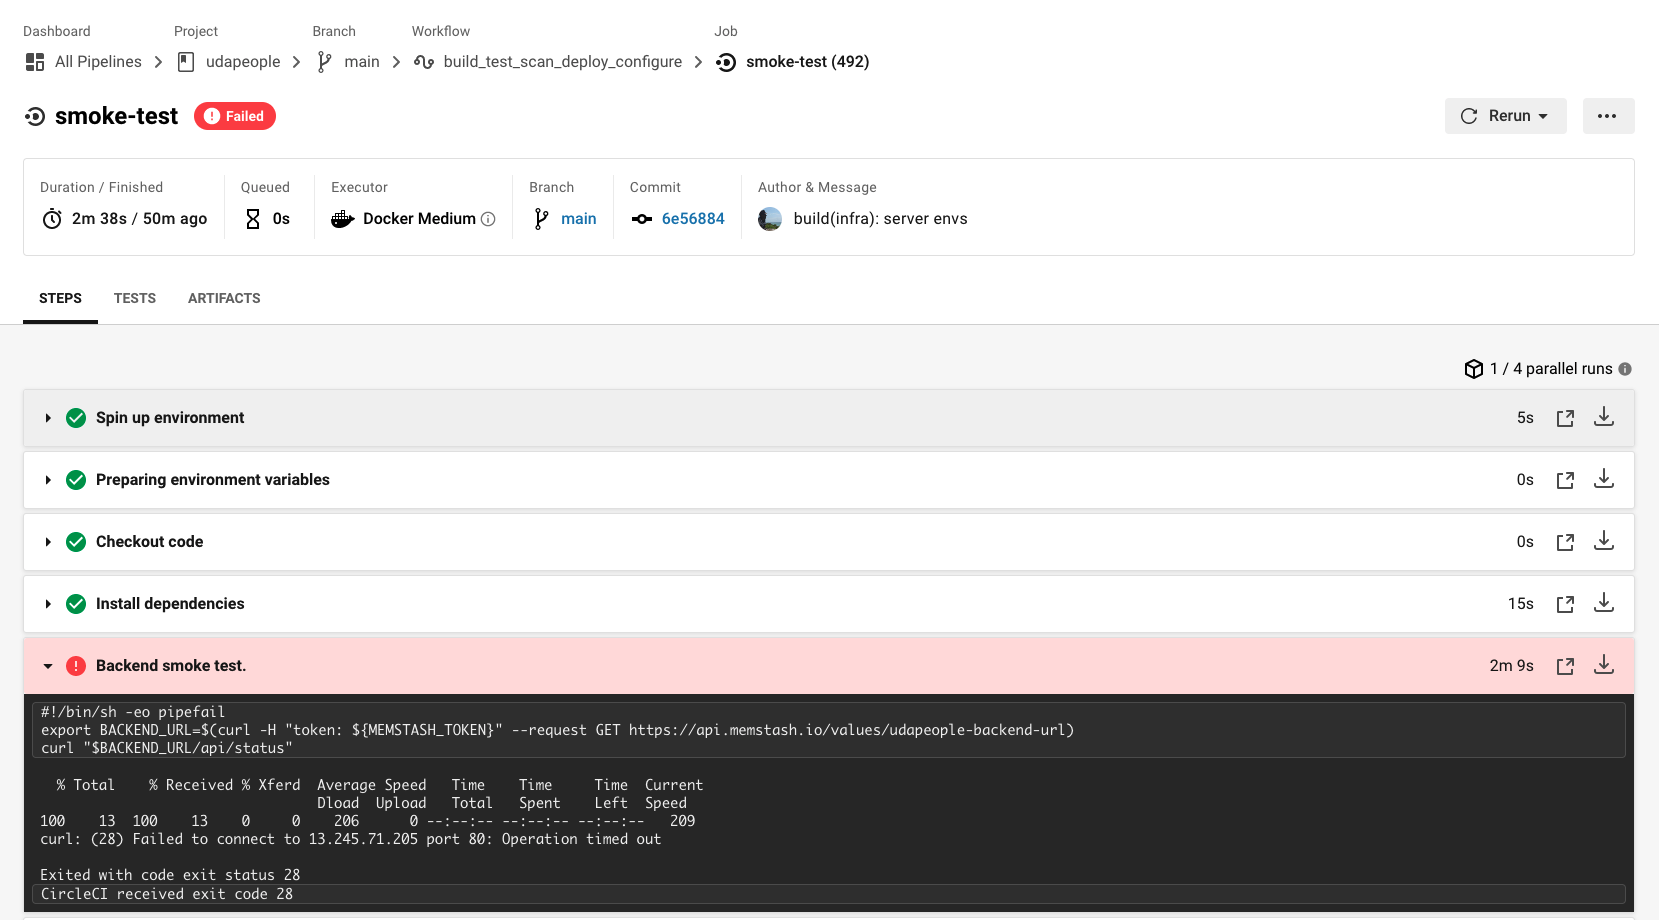 Dashboard Project Branch Workflow Job
All Pipelines udapeople main build_test_scan_deploy_configure smoke-test (492)
smoke-test Failed Rerun
Duration / Finished Queued Executor Branch Commit Author & Message
2m 38s / 50m ago 0s Docker Medium main 6e56884 build(infra): server envs
STEPS TESTS ARTIFACTS
1 / 4 parallel runs
Spin up environment 5s
Preparing environment variables 0s
Checkout code 0s
Install dependencies 15s
Backend smoke test. 2m 9s
#!/bin/sh -eo pipefail
export BACKEND_URL=$(curl -H "token: ${MEMSTASH_TOKEN}" --request GET https://api.memstash.io/values/udapeople-backend-url)
curl "$BACKEND_URL/api/status"
% Total % Received % Xferd Average Speed Time Time Time Current
Dload Upload Total Spent Left Speed
100 13 100 13 0 0 206 0 --:--:-- --:--:-- --:--:-- 209
curl: (28) Failed to connect to 13.245.71.205 port 80: Operation timed out
Exited with code exit status 28
CircleCI received exit code 28